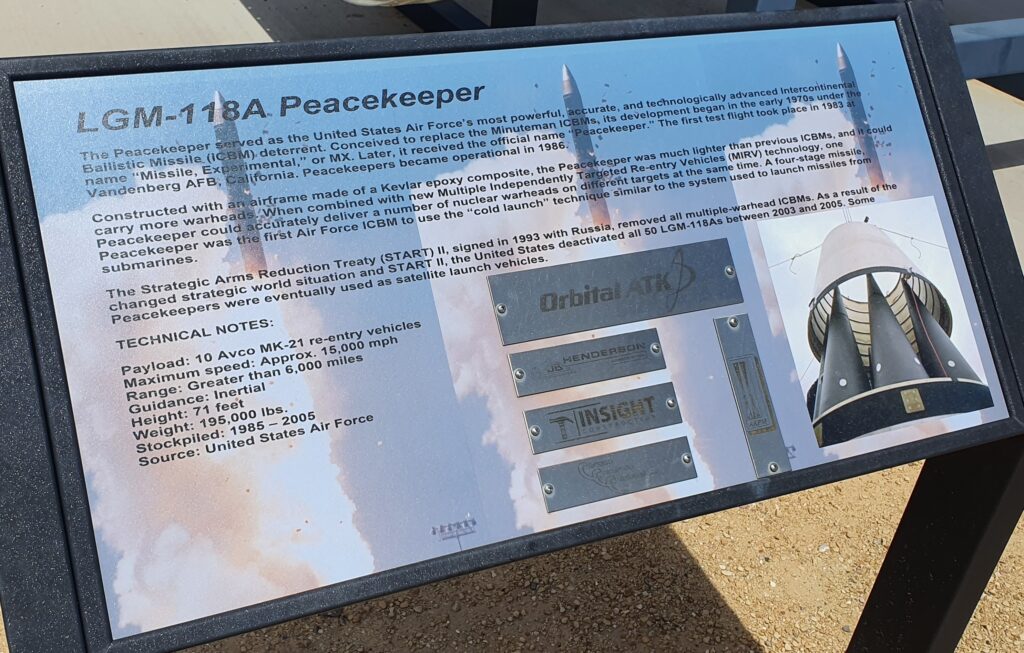 LGM-118A Peacekeeper
The Peacekeeper served as the United States Air Force's most powerful, accurate, and technologically advanced Intercontinental
Ballistic Missile, (ICBM) deterrent. Conceived to replace the Minuteman ICBMs, its development began in the early 1970s under the
name "Missile, Experimental," or MX. Later, it received the official name "Peacekeeper." The first test flight took place in 1983 at
Vandenberg AFB, California. Peacekeepers became operational in 1986.
Constructed with an airframe made of a Kevlar epoxy composite, the Peacekeeper was much lighter than previous ICBMs, and it could
carry more warheads. When combined with new Multiple Independently Targeted Re-entry Vehicles (MIRV) technology, one
Peacekeeper could accurately deliver a number of nuclear warheads on different targets at the same time. A four-stage missile,
Peacekeeper was the first Air Force ICBM to use the "cold launch" technique similar to the system used to launch missiles from
submarines.
The Strategic Arms Reduction Treaty (START) II, signed in 1993 with Russia, removed all multiple-warhead ICBMs. As a result of the
changed strategic world situation and START II, the United States deactivated all 50 LGM-118As between 2003 and 2005. Some
Peacekeepers were eventually used as satellite launch vehicles.
TECHNICAL NOTES:
Payload: 10 Avco MK-21 re-entry vehicles
Maximum speed: Approx. 15,000 mph
Range: Greater than 6,000 miles
Guidance: Inertial
Height: 71 feet
Weight: 195,000 lbs.
Stockpiled: 1985 – 2005
Source: United States Air Force
Orbital ATK
HENDERSON
INSIGHT